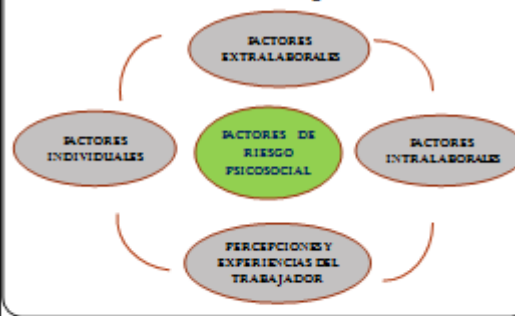 FACTORES
EXTRALABORALES
FACTORES
INDIVIDUALES
FACTORES DE
RIESGO
PSICOSOCIAL
FACTORES
INTRALABORALES
PERCEPCIONES Y
EXPERIENCIAS DEL
TRABAJADOR